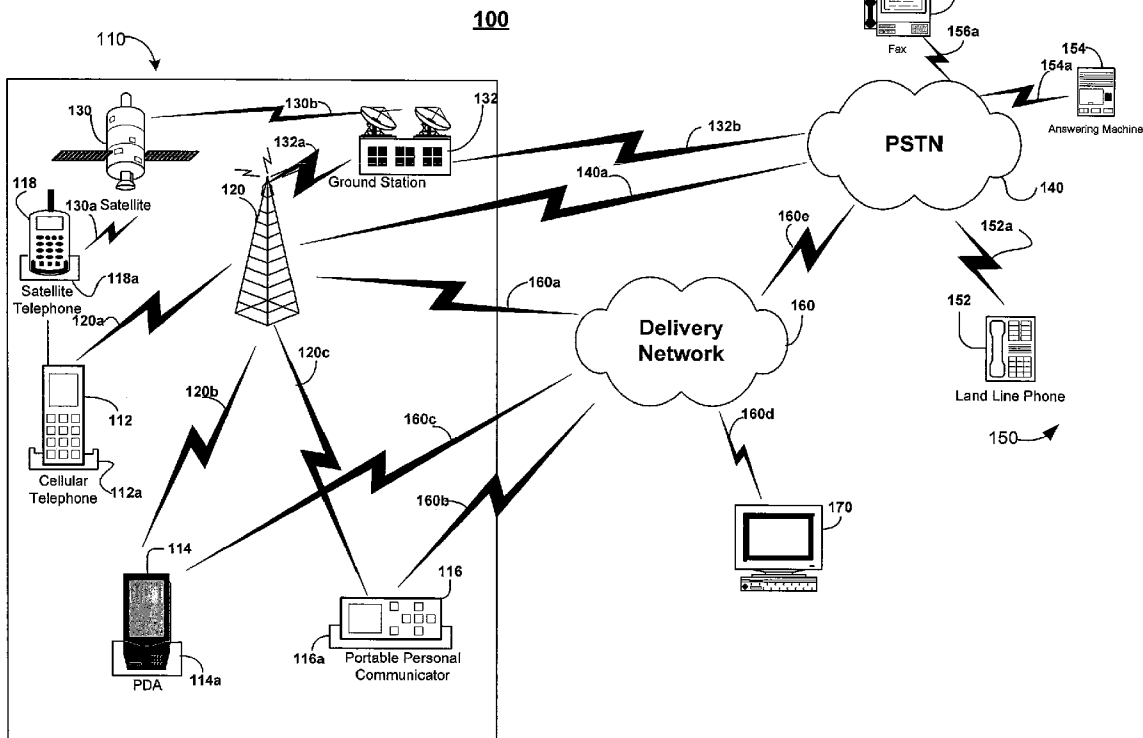 100
110
Fax
156a
154
154a
Answering Machine
130
130b
132
132a
Ground Station
132b
PSTN
140
140a
118
130a
Satellite
120
118a
Satellite
Telephone
120a
160e
152a
160a
160
Delivery
Network
152
Land Line Phone
150
112
120c
120b
160c
160d
Cellular
Telephone
112a
160b
170
114
116
116a
Portable Personal
Communicator
114a
PDA